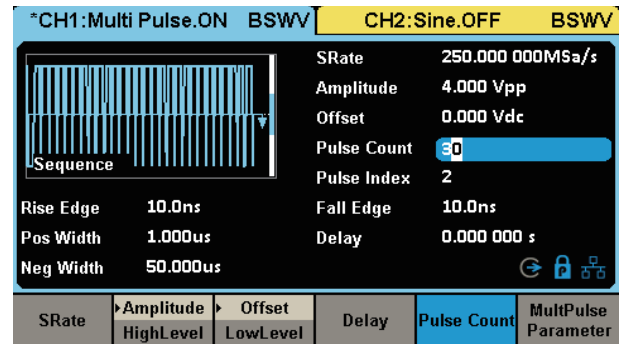 *CH1:Multi Pulse.ON BSWV CH2:Sine.OFF BSWV
SRate 250.000 000MSa/s
Amplitude 4.000 Vpp
Offset 0.000 Vdc
Pulse Count 30
Sequence
Pulse Index 2
Rise Edge 10.0ns Fall Edge 10.0ns
Pos Width 1.000us Delay 0.000 000 s
Neg Width 50.000us
P
SRate Amplitude Offset Delay Pulse Count MultPulse
HighLevel LowLevel Parameter